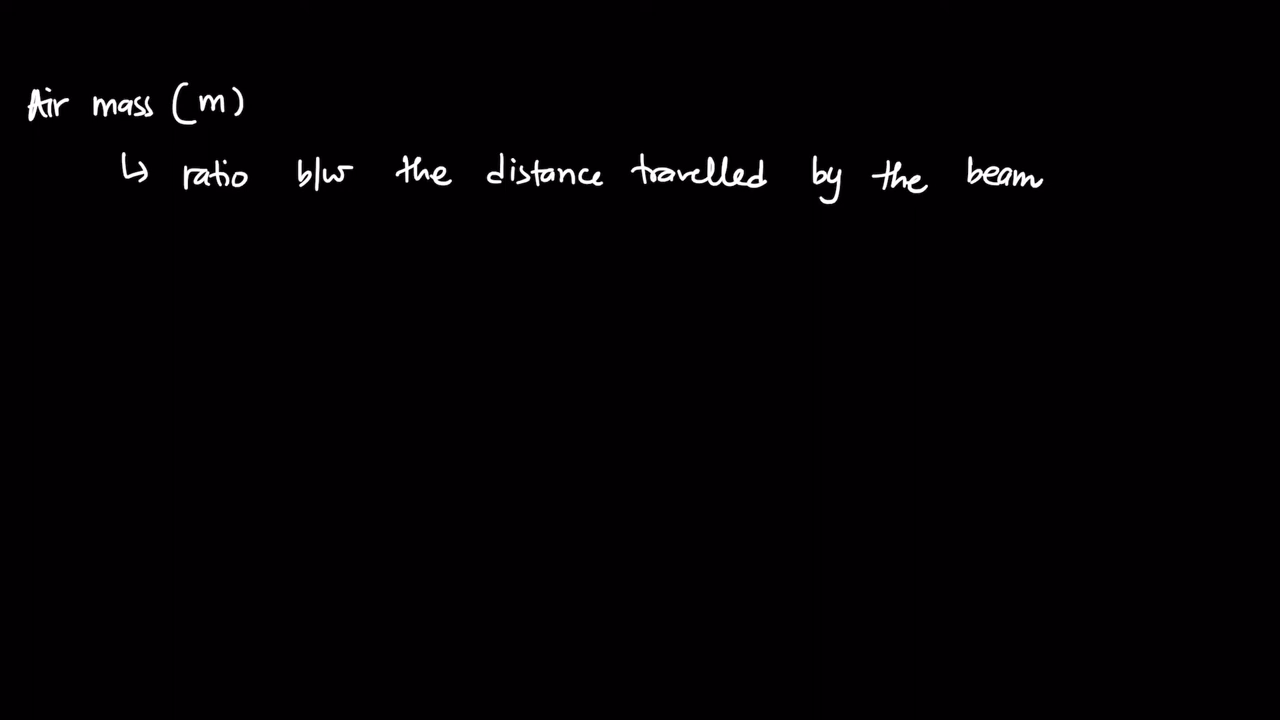 Air mass (m)
↳ ratio b/w the distance travelled by the beam